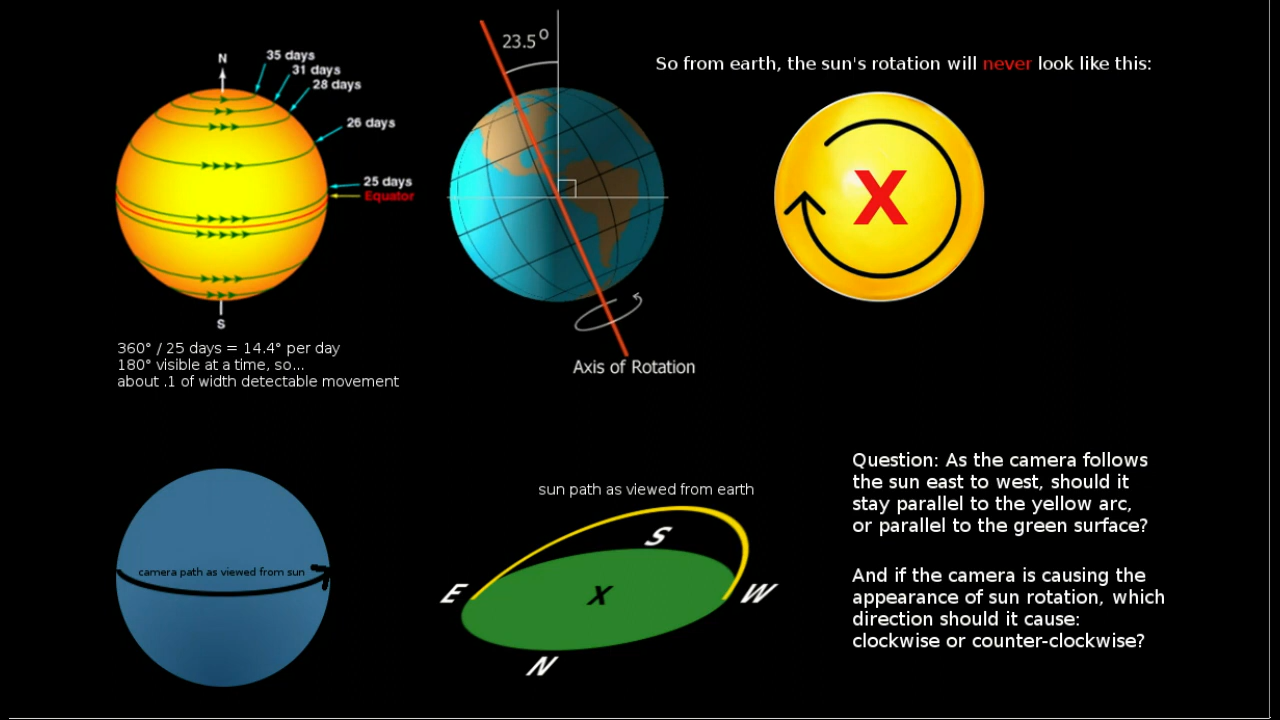 So from earth, the sun's rotation will never look like this:
N
35 days
31 days
28 days
26 days
25 days
Equator
S
360° / 25 days = 14.4° per day
180° visible at a time, so...
about .1 of width detectable movement
23.5°
Axis of Rotation
X
camera path as viewed from sun
sun path as viewed from earth
S
E
X
W
N
Question: As the camera follows
the sun east to west, should it
stay parallel to the yellow arc,
or parallel to the green surface?
And if the camera is causing the
appearance of sun rotation, which
direction should it cause:
clockwise or counter-clockwise?